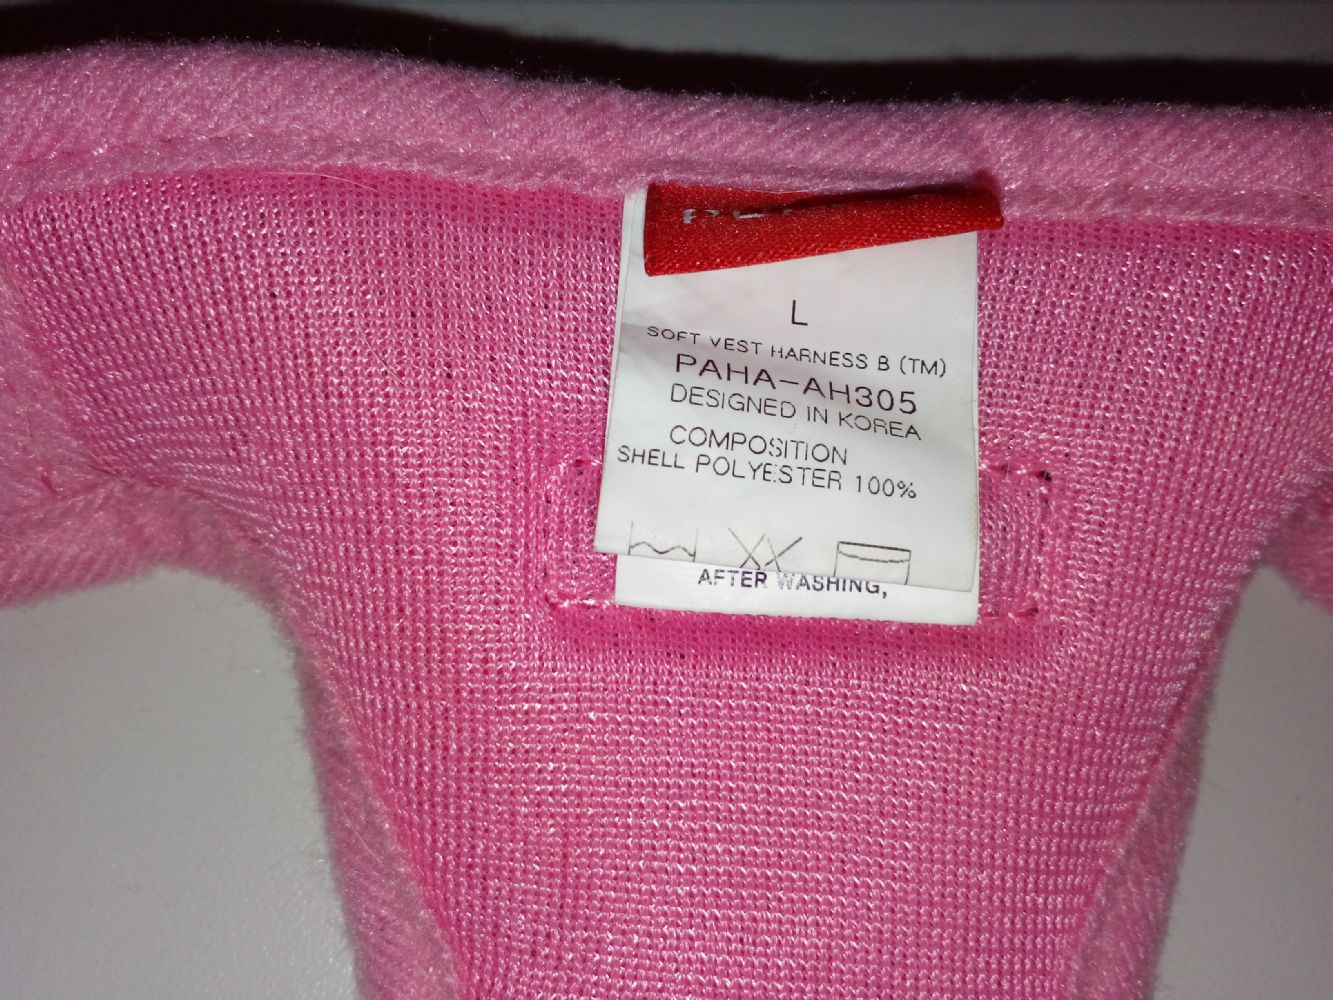 L
SOFT VEST HARNESS B (TM)
PAHA-AH305
DESIGNED IN KOREA
COMPOSITION
SHELL POLYESTER 100%
AFTER WASHING,